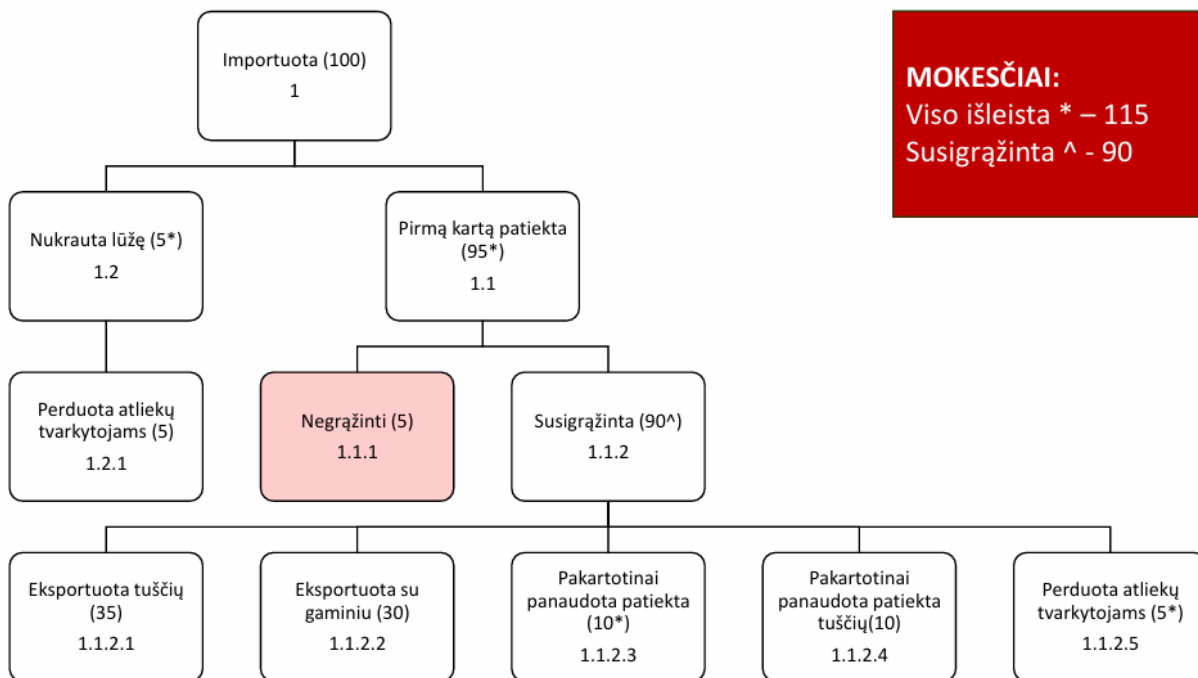 Importuota (100)
1
MOKESČIAI:
Viso išleista * – 115
Susigrąžinta ^ - 90
Nukrauta lūžę (5*)
1.2
Pirmą kartą patiekta
(95*)
1.1
Perduota atliekų
tvarkytojams (5)
1.2.1
Negrąžinti (5)
1.1.1
Susigrąžinta (90^)
1.1.2
Eksportuota tuščių
(35)
1.1.2.1
Eksportuota su
gaminiu (30)
1.1.2.2
Pakartotinai
panaudota patiekta
(10*)
1.1.2.3
Pakartotinai
panaudota patiekta
tuščių(10)
1.1.2.4
Perduota atliekų
tvarkytojams (5*)
1.1.2.5